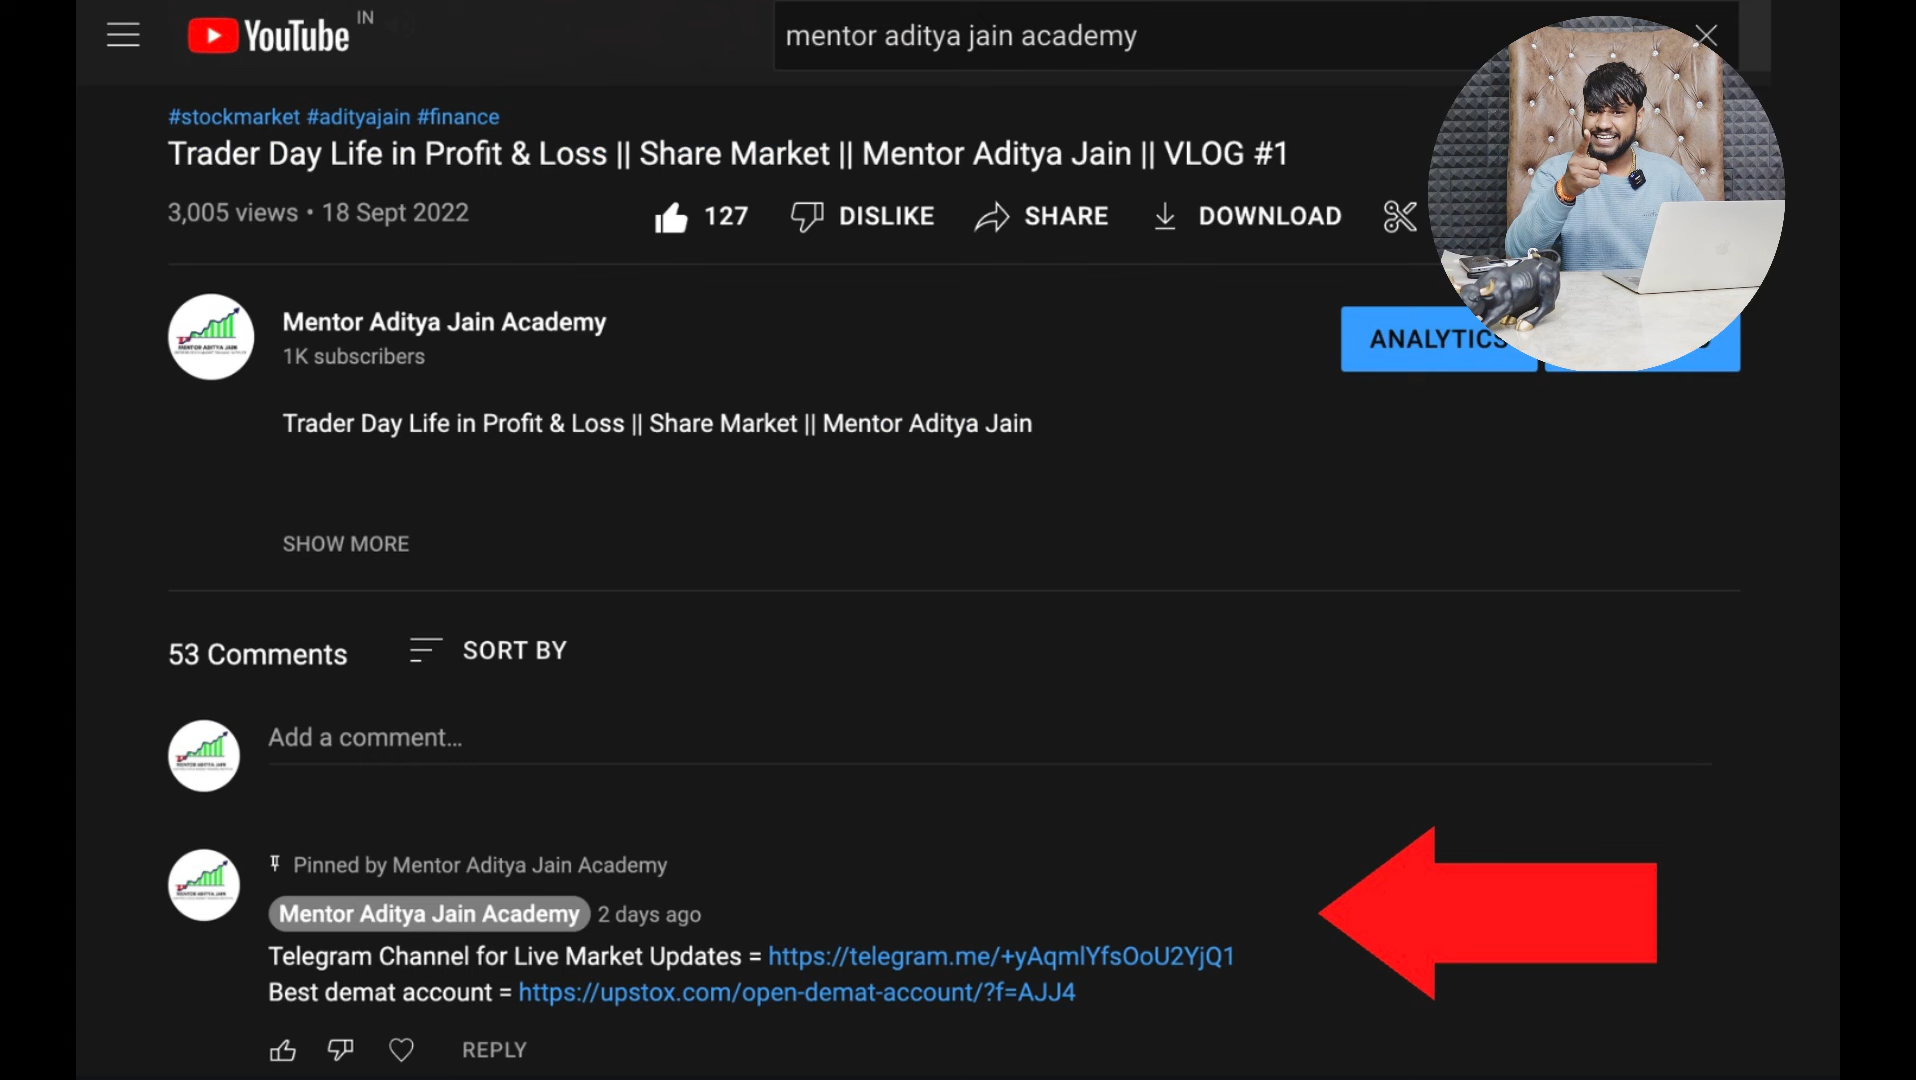 YouTube IN
mentor aditya jain academy
#stockmarket #adityajain #finance
Trader Day Life in Profit & Loss || Share Market || Mentor Aditya Jain || VLOG #1
3,005 views • 18 Sept 2022
127 DISLIKE SHARE DOWNLOAD
Mentor Aditya Jain Academy
1K subscribers
ANALYTICS
Trader Day Life in Profit & Loss || Share Market || Mentor Aditya Jain
SHOW MORE
53 Comments SORT BY
Add a comment...
Pinned by Mentor Aditya Jain Academy
Mentor Aditya Jain Academy 2 days ago
Telegram Channel for Live Market Updates = https://telegram.me/+yAqmlYfsOoU2YjQ1
Best demat account = https://upstox.com/open-demat-account/?f=AJJ4
REPLY